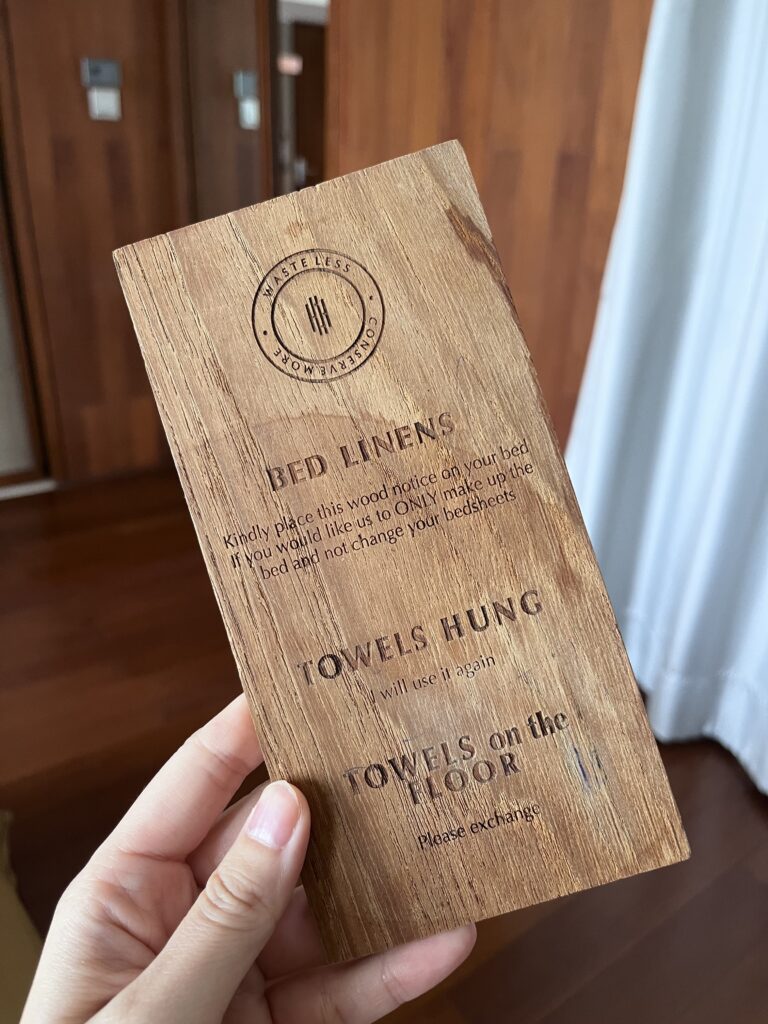 WASTE LESS
CONSERVE MORE
BED LINENS
Kindly place this wood notice on your bed
If you would like us to ONLY make up the
bed and not change your bedsheets
TOWELS HUNG
I will use it again
TOWELS on the
FLOOR
Please exchange